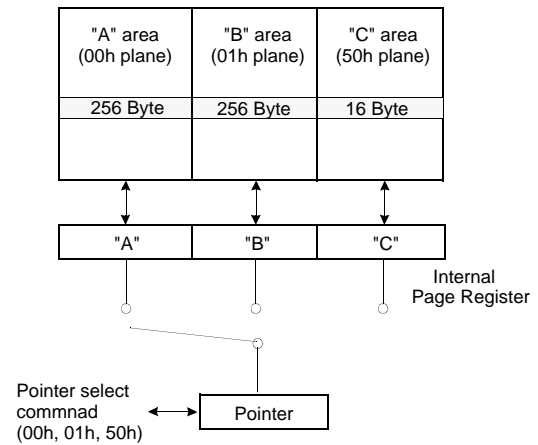 "A" area "B" area "C" area
(00h plane) (01h plane) (50h plane)
256 Byte 256 Byte 16 Byte
"A" "B" "C"
Internal
Page Register
Pointer select
commnad
(00h, 01h, 50h)
Pointer